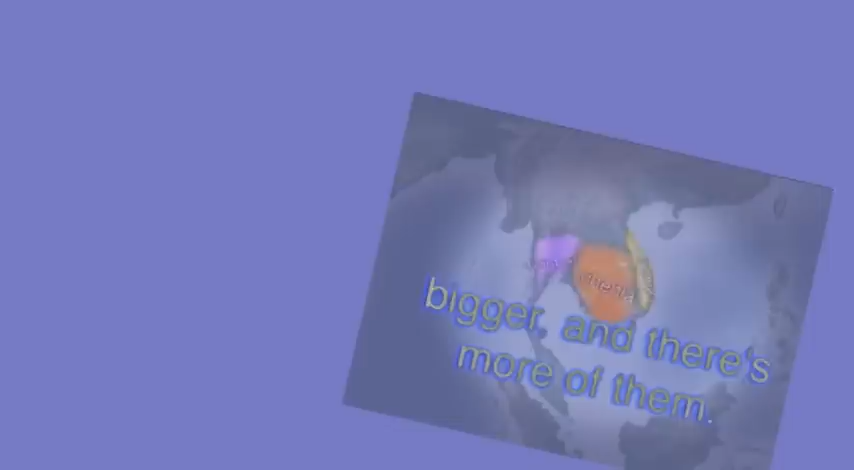 bigger, and there's
more of them.